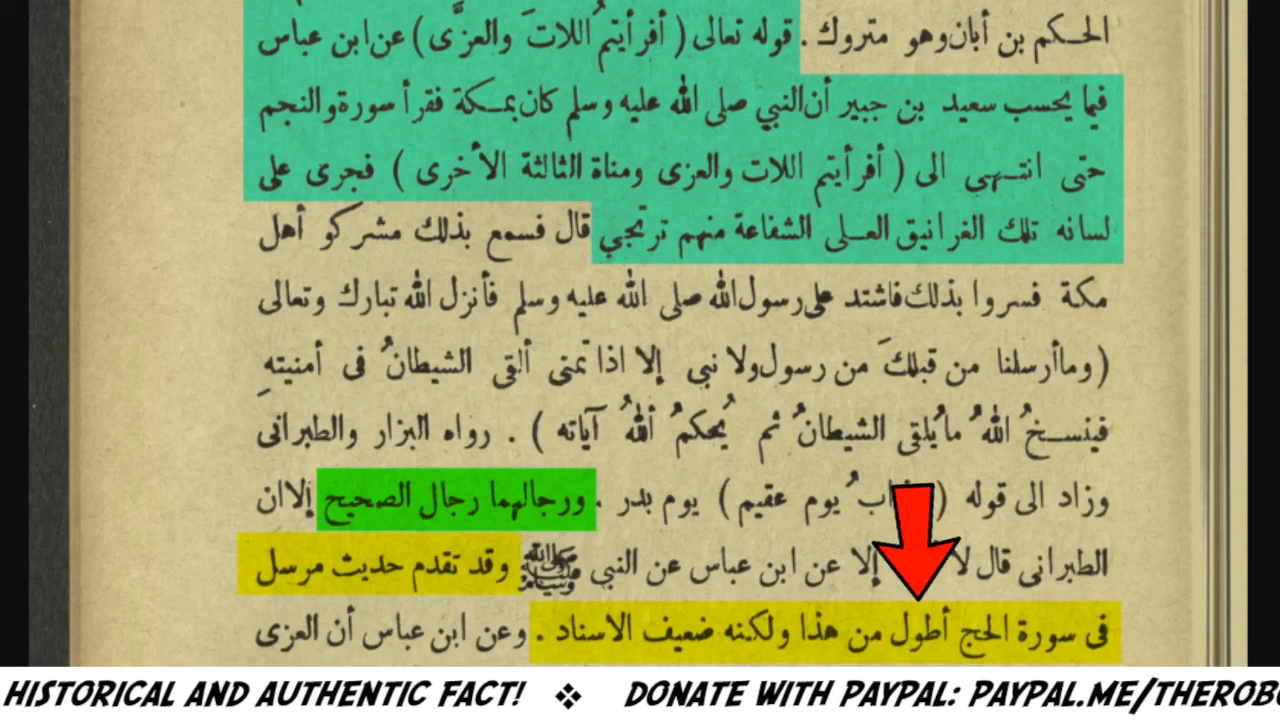 الحكم بن أبان وهو متروك . قوله تعالى ( أفرأيتمُ اللاتَ والعزَّى ) عن ابن عباس
فيما يحسب سعيد بن جبير أن النبي صلى الله عليه وسلم كان بمكة فقرأ سورة والنجم
حتى انتهى الى ( أفرأيتم اللات والعزى ومناة الثالثة الأخرى ) فجرى على
لسانه تلك الغرانيق العلى الشفاعة منهم ترتجي قال فسمع بذلك مشركو أهل
مكة فسروا بذلك فاشتد على رسول الله صلى الله عليه وسلم فأنزل الله تبارك وتعالى
( وما أرسلنا من قبلكَ من رسول ولا نبي إلا اذا تمنى ألقى الشيطانُ فى أمنيتهِ
فينسخُ اللهُ ما يُلقى الشيطانُ ثم يُحكمُ اللهُ آياته ) . رواه البزار والطبرانى
وزاد الى قوله ( يوم عقيم ) يوم بدر . ورجالهما رجال الصحيح إلا ان
الطبرانى قال لا إلا عن ابن عباس عن النبى ﷺ وقد تقدم حديث مرسل
فى سورة الحج أطول من هذا ولكنه ضعيف الاسناد . وعن ابن عباس أن العزى
HISTORICAL AND AUTHENTIC FACT! ❖ DONATE WITH PAYPAL: PAYPAL.ME/THEROB